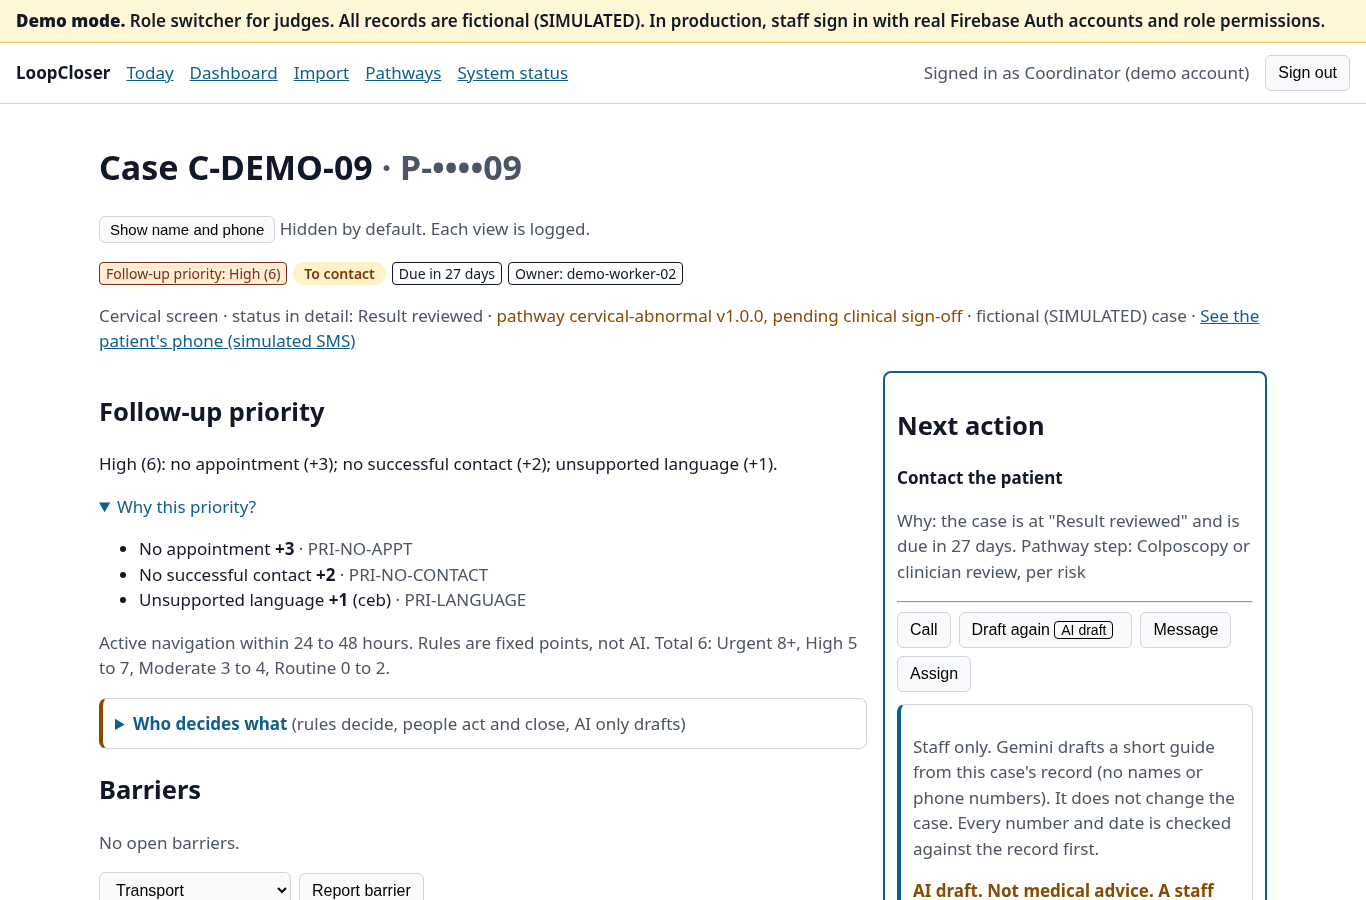 Demo mode. Role switcher for judges. All records are fictional (SIMULATED). In production, staff sign in with real Firebase Auth accounts and role permissions.
LoopCloser Today Dashboard Import Pathways System status Signed in as Coordinator (demo account) Sign out
Case C-DEMO-09 · P-••••09
Show name and phone Hidden by default. Each view is logged.
Follow-up priority: High (6) To contact Due in 27 days Owner: demo-worker-02
Cervical screen · status in detail: Result reviewed · pathway cervical-abnormal v1.0.0, pending clinical sign-off · fictional (SIMULATED) case · See the
patient's phone (simulated SMS)
Follow-up priority
High (6): no appointment (+3); no successful contact (+2); unsupported language (+1).
▼ Why this priority?
• No appointment +3 · PRI-NO-APPT
• No successful contact +2 · PRI-NO-CONTACT
• Unsupported language +1 (ceb) · PRI-LANGUAGE
Active navigation within 24 to 48 hours. Rules are fixed points, not AI. Total 6: Urgent 8+, High 5
to 7, Moderate 3 to 4, Routine 0 to 2.
▶ Who decides what (rules decide, people act and close, AI only drafts)
Barriers
No open barriers.
Transport Report barrier
Next action
Contact the patient
Why: the case is at "Result reviewed" and is
due in 27 days. Pathway step: Colposcopy or
clinician review, per risk
Call Draft again AI draft Message
Assign
Staff only. Gemini drafts a short guide
from this case's record (no names or
phone numbers). It does not change the
case. Every number and date is checked
against the record first.
AI draft. Not medical advice. A staff